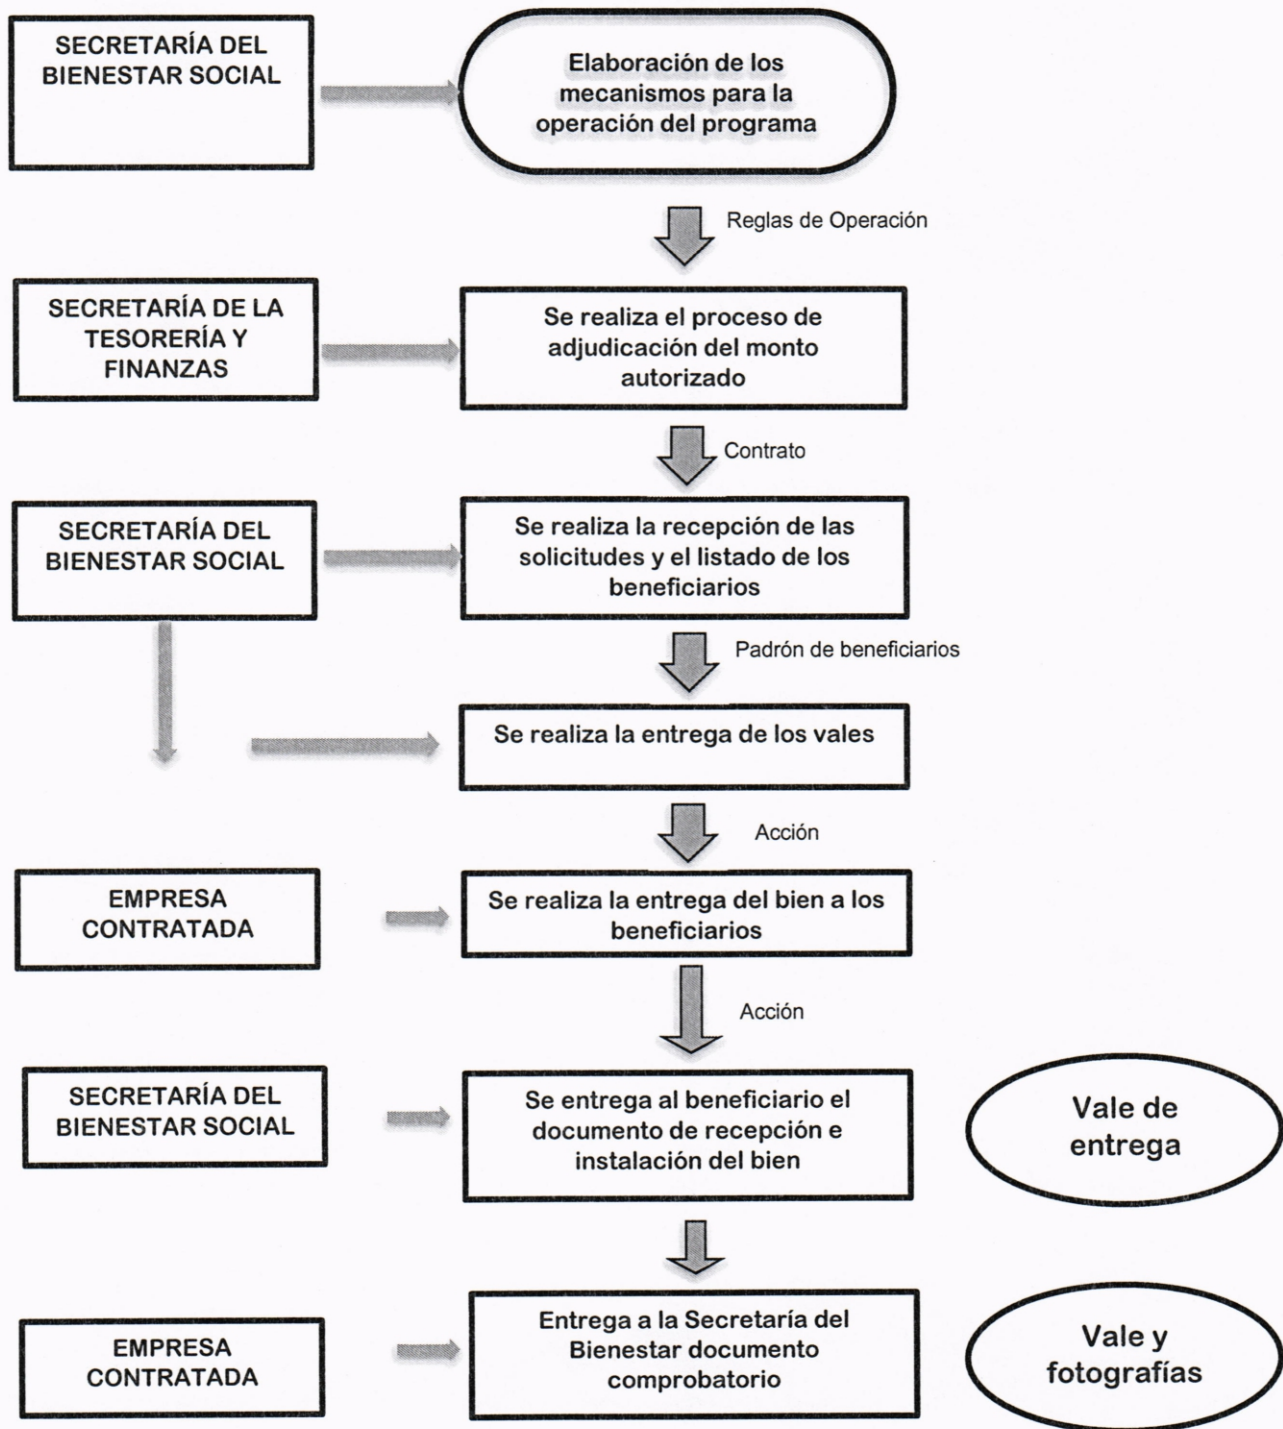 SECRETARÍA DEL
BIENESTAR SOCIAL
Elaboración de los
mecanismos para la
operación del programa
Reglas de Operación
SECRETARÍA DE LA
TESORERÍA Y
FINANZAS
Se realiza el proceso de
adjudicación del monto
autorizado
Contrato
SECRETARÍA DEL
BIENESTAR SOCIAL
Se realiza la recepción de las
solicitudes y el listado de los
beneficiarios
Padrón de beneficiarios
Se realiza la entrega de los vales
Acción
EMPRESA
CONTRATADA
Se realiza la entrega del bien a los
beneficiarios
Acción
SECRETARÍA DEL
BIENESTAR SOCIAL
Se entrega al beneficiario el
documento de recepción e
instalación del bien
Vale de
entrega
EMPRESA
CONTRATADA
Entrega a la Secretaría del
Bienestar documento
comprobatorio
Vale y
fotografías